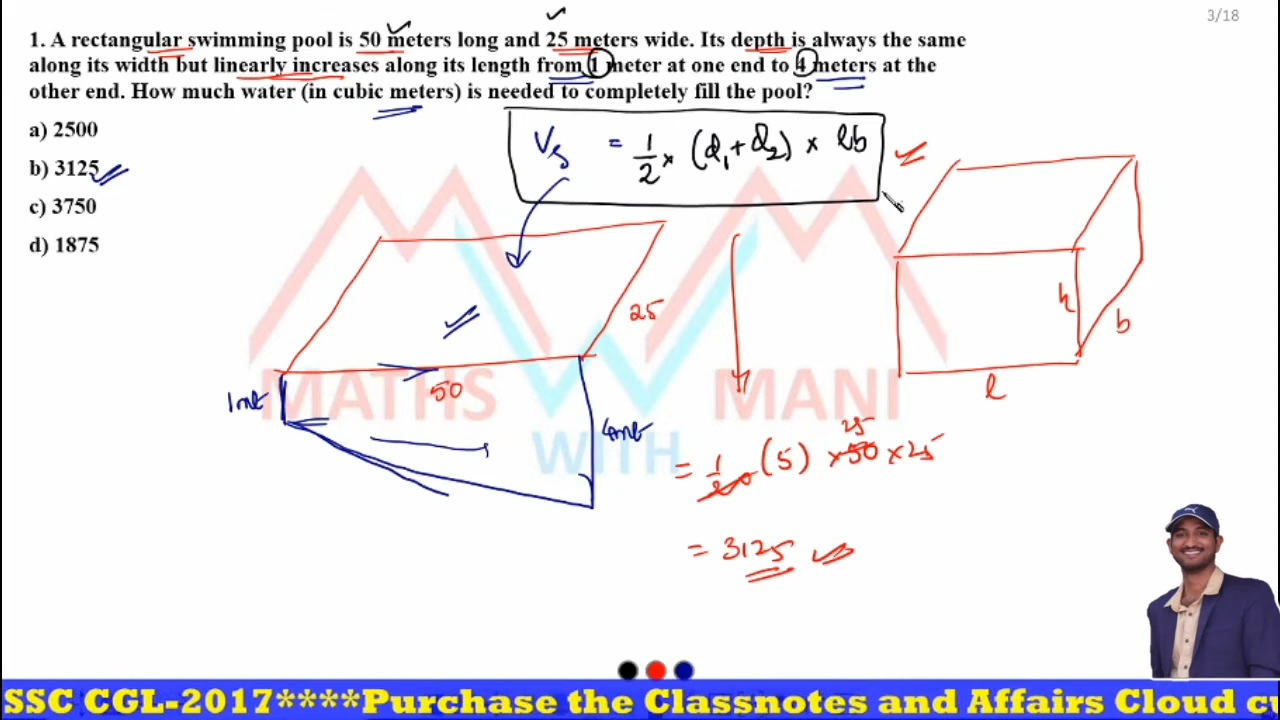 3/18
1. A rectangular swimming pool is 50 meters long and 25 meters wide. Its depth is always the same
along its width but linearly increases along its length from 1 meter at one end to 4 meters at the
other end. How much water (in cubic meters) is needed to completely fill the pool?
a) 2500
b) 3125
c) 3750
d) 1875
= 1/2 × (d₁+d₂) × lb
25
50
1mt
4mt
h
b
l
MATHS
MANI
WITH
25
= 1/2 (5) ×50 ×25
= 3125
SSC CGL-2017****Purchase the Classnotes and Affairs Cloud